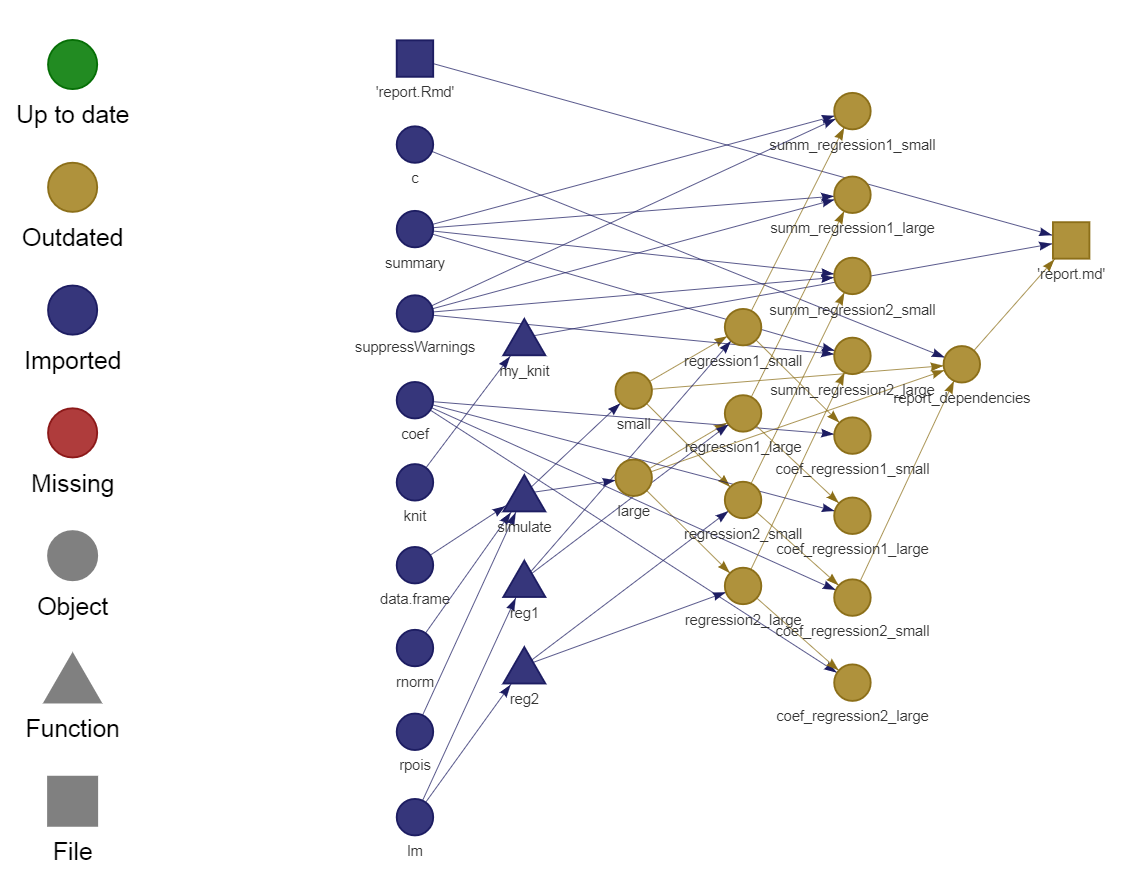 Up to date
Outdated
Imported
Missing
Object
Function
File
'report.Rmd'
c
summary
suppressWarnings
coef
knit
data.frame
rnorm
rpois
lm
my_knit
simulate
reg1
reg2
small
large
regression1_small
regression1_large
regression2_small
regression2_large
summ_regression1_small
summ_regression1_large
summ_regression2_small
summ_regression2_large
coef_regression1_small
coef_regression1_large
coef_regression2_small
coef_regression2_large
report_dependencies
'report.md'